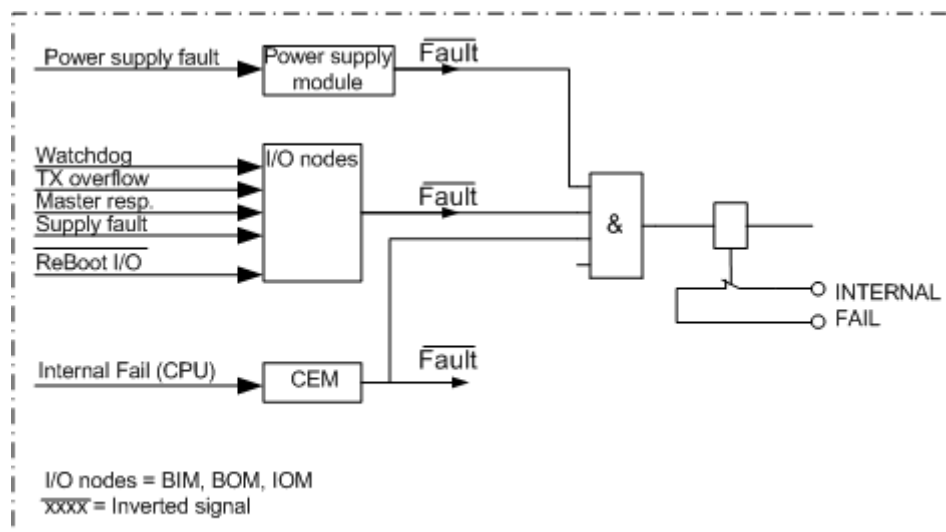 Power supply fault
Power supply
module
Fault
Watchdog
TX overflow
Master resp.
Supply fault
ReBoot I/O
I/O nodes
Fault
&
INTERNAL
FAIL
Internal Fail (CPU)
CEM
Fault
I/O nodes = BIM, BOM, IOM
xxxx = Inverted signal